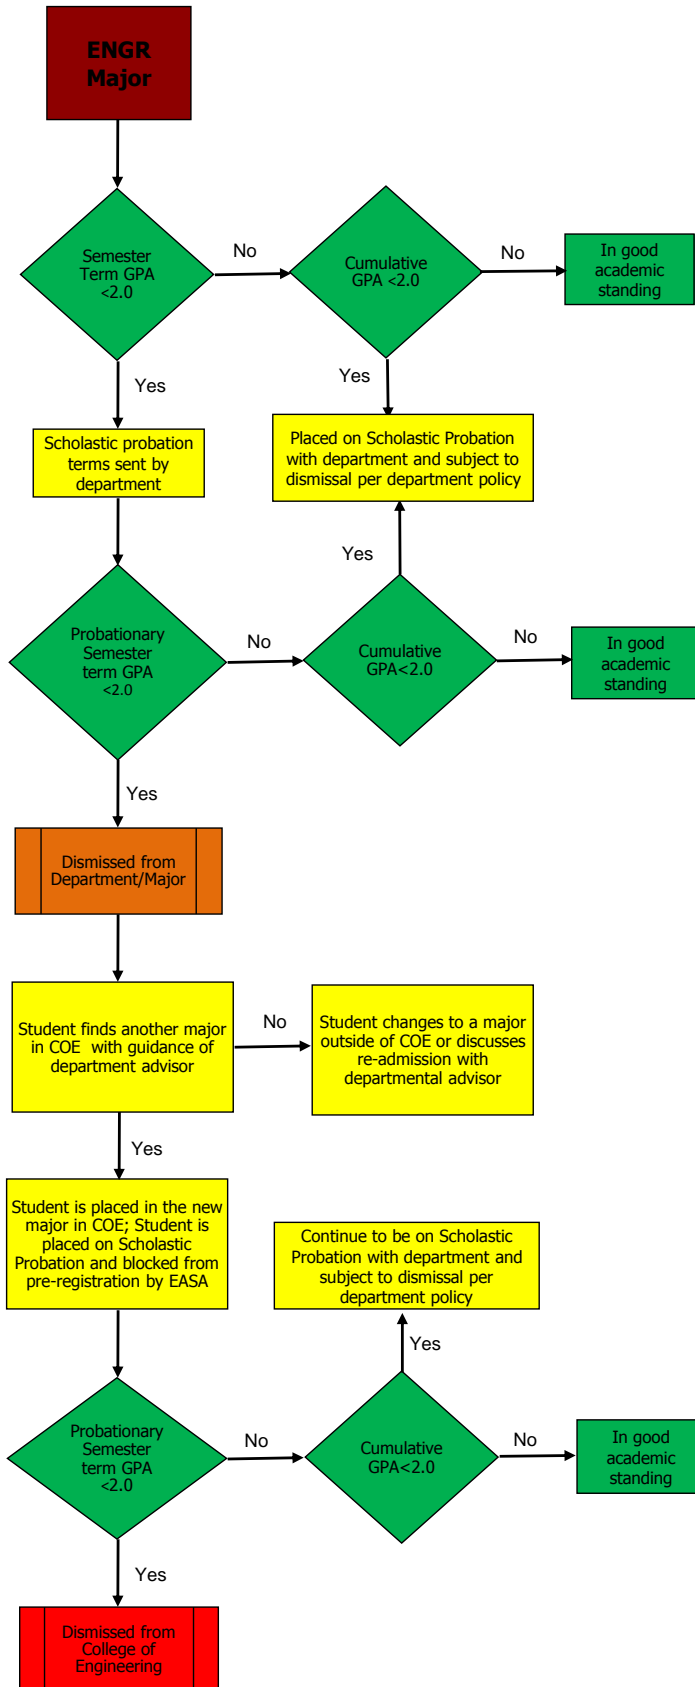 ENGR
Major
Semester
Term GPA
<2.0
No
Cumulative
GPA <2.0
No
In good
academic
standing
Yes
Yes
Scholastic probation
terms sent by
department
Placed on Scholastic Probation
with department and subject to
dismissal per department policy
Yes
Probationary
Semester
term GPA
<2.0
No
Cumulative
GPA<2.0
No
In good
academic
standing
Yes
Dismissed from
Department/Major
Student finds another major
in COE with guidance of
department advisor
No
Student changes to a major
outside of COE or discusses
re-admission with
departmental advisor
Yes
Student is placed in the new
major in COE; Student is
placed on Scholastic
Probation and blocked from
pre-registration by EASA
Continue to be on Scholastic
Probation with department and
subject to dismissal per
department policy
Yes
Probationary
Semester
term GPA
<2.0
No
Cumulative
GPA<2.0
No
In good
academic
standing
Yes
Dismissed from
College of
Engineering